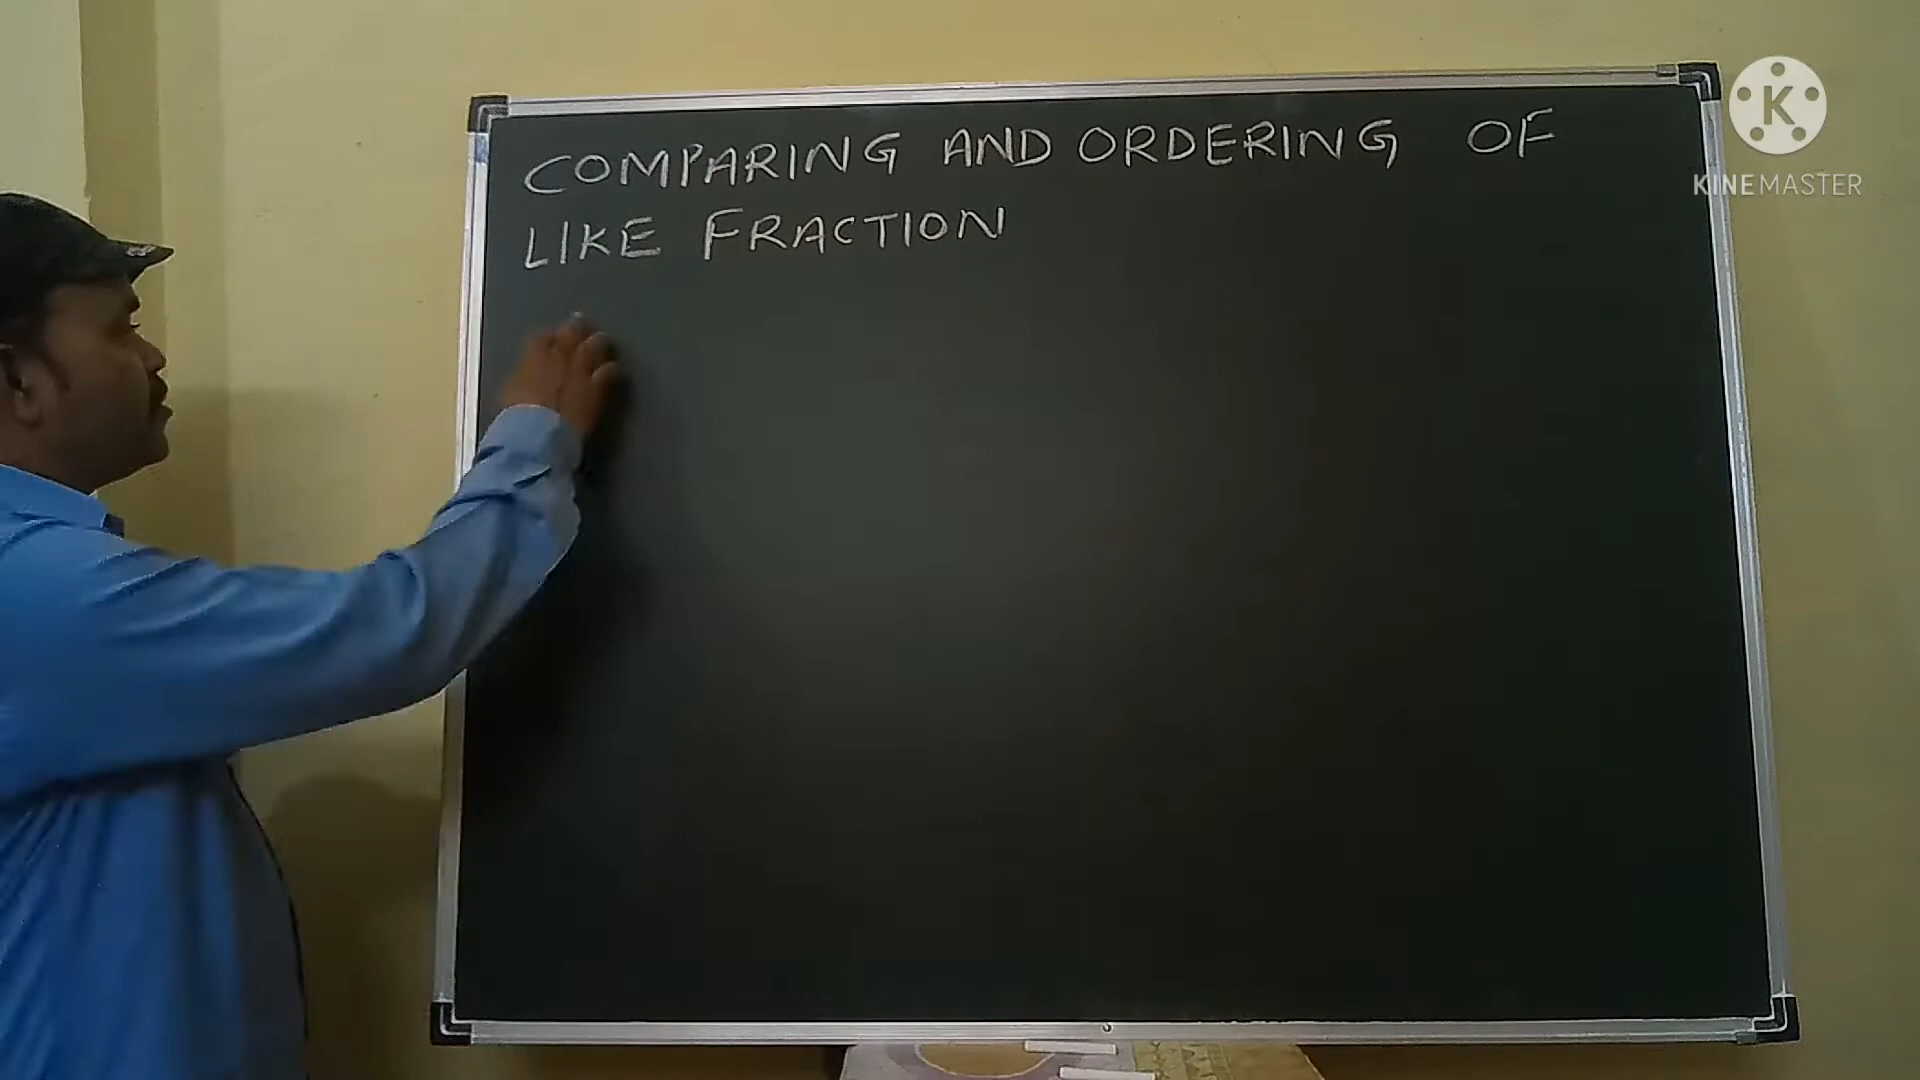 COMPARING AND ORDERING OF
LIKE FRACTION
K
KINEMASTER